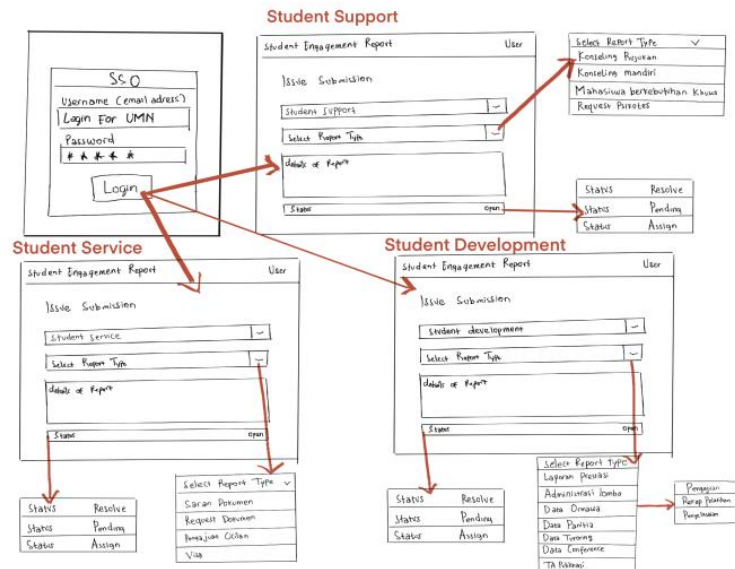 Student Support
SSO
Username (email adress)
Login For UMN
Password
* * * * *
Login
Student Engagement Report User
Issue Submission
Student Support
Select Report Type
details of Report
Status Open
Select Report Type
Konseling Rujukan
Konseling mandiri
Mahasiswa berkebutuhan khusus
Request Psikotes
Status Resolve
Status Pending
Status Assign
Student Service
Student Engagement Report User
Issue Submission
Student Service
Select Report Type
details of Report
Status Open
Status Resolve
Status Pending
Status Assign
Select Report Type
Saran Dokumen
Request Dokumen
Visa
Student Development
Student Engagement Report User
Issue Submission
Student development
Select Report Type
details of Report
Status Open
Status Resolve
Status Pending
Status Assign
Select Report Type
Laporan Prestasi
Administrasi lomba
Data Ormawa
Data Panitia
Data Tutoring
Data Conference
TA Publikasi
Pengajuan